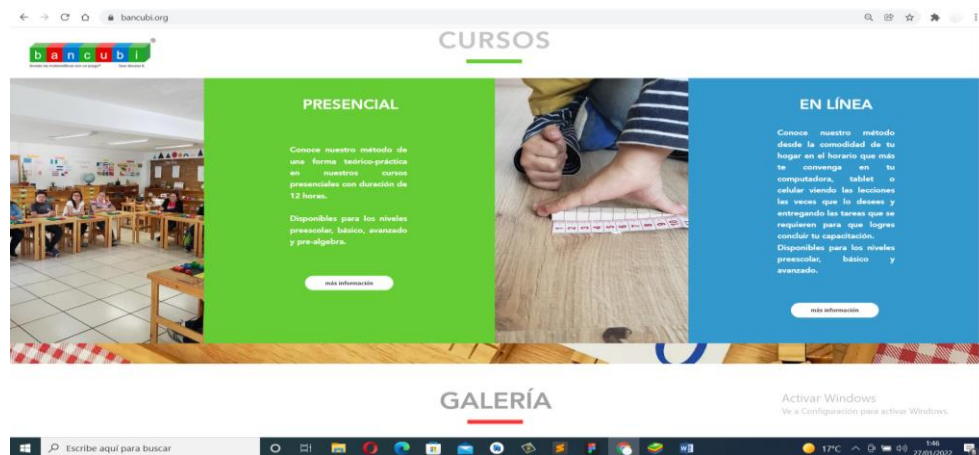 bancubi.org
CURSOS
bancubi
PRESENCIAL
Conoce nuestro método de
una forma teórico-práctica
en nuestros cursos
presenciales con duración de
12 horas.
Disponibles para los niveles
preescolar, básico, avanzado
y pre-algebra.
más información
EN LÍNEA
Conoce nuestro método
desde la comodidad de tu
hogar en el horario que más
te convenga en tu
computadora, tablet o
celular viendo las lecciones
las veces que lo desees y
entregando las tareas que se
requieren para que logres
concluir tu capacitación.
Disponibles para los niveles
preescolar, básico y
avanzado.
más información
GALERÍA
Activar Windows
Ve a Configuración para activar Windows.
Escribe aquí para buscar
17°C
1:46
27/01/2022